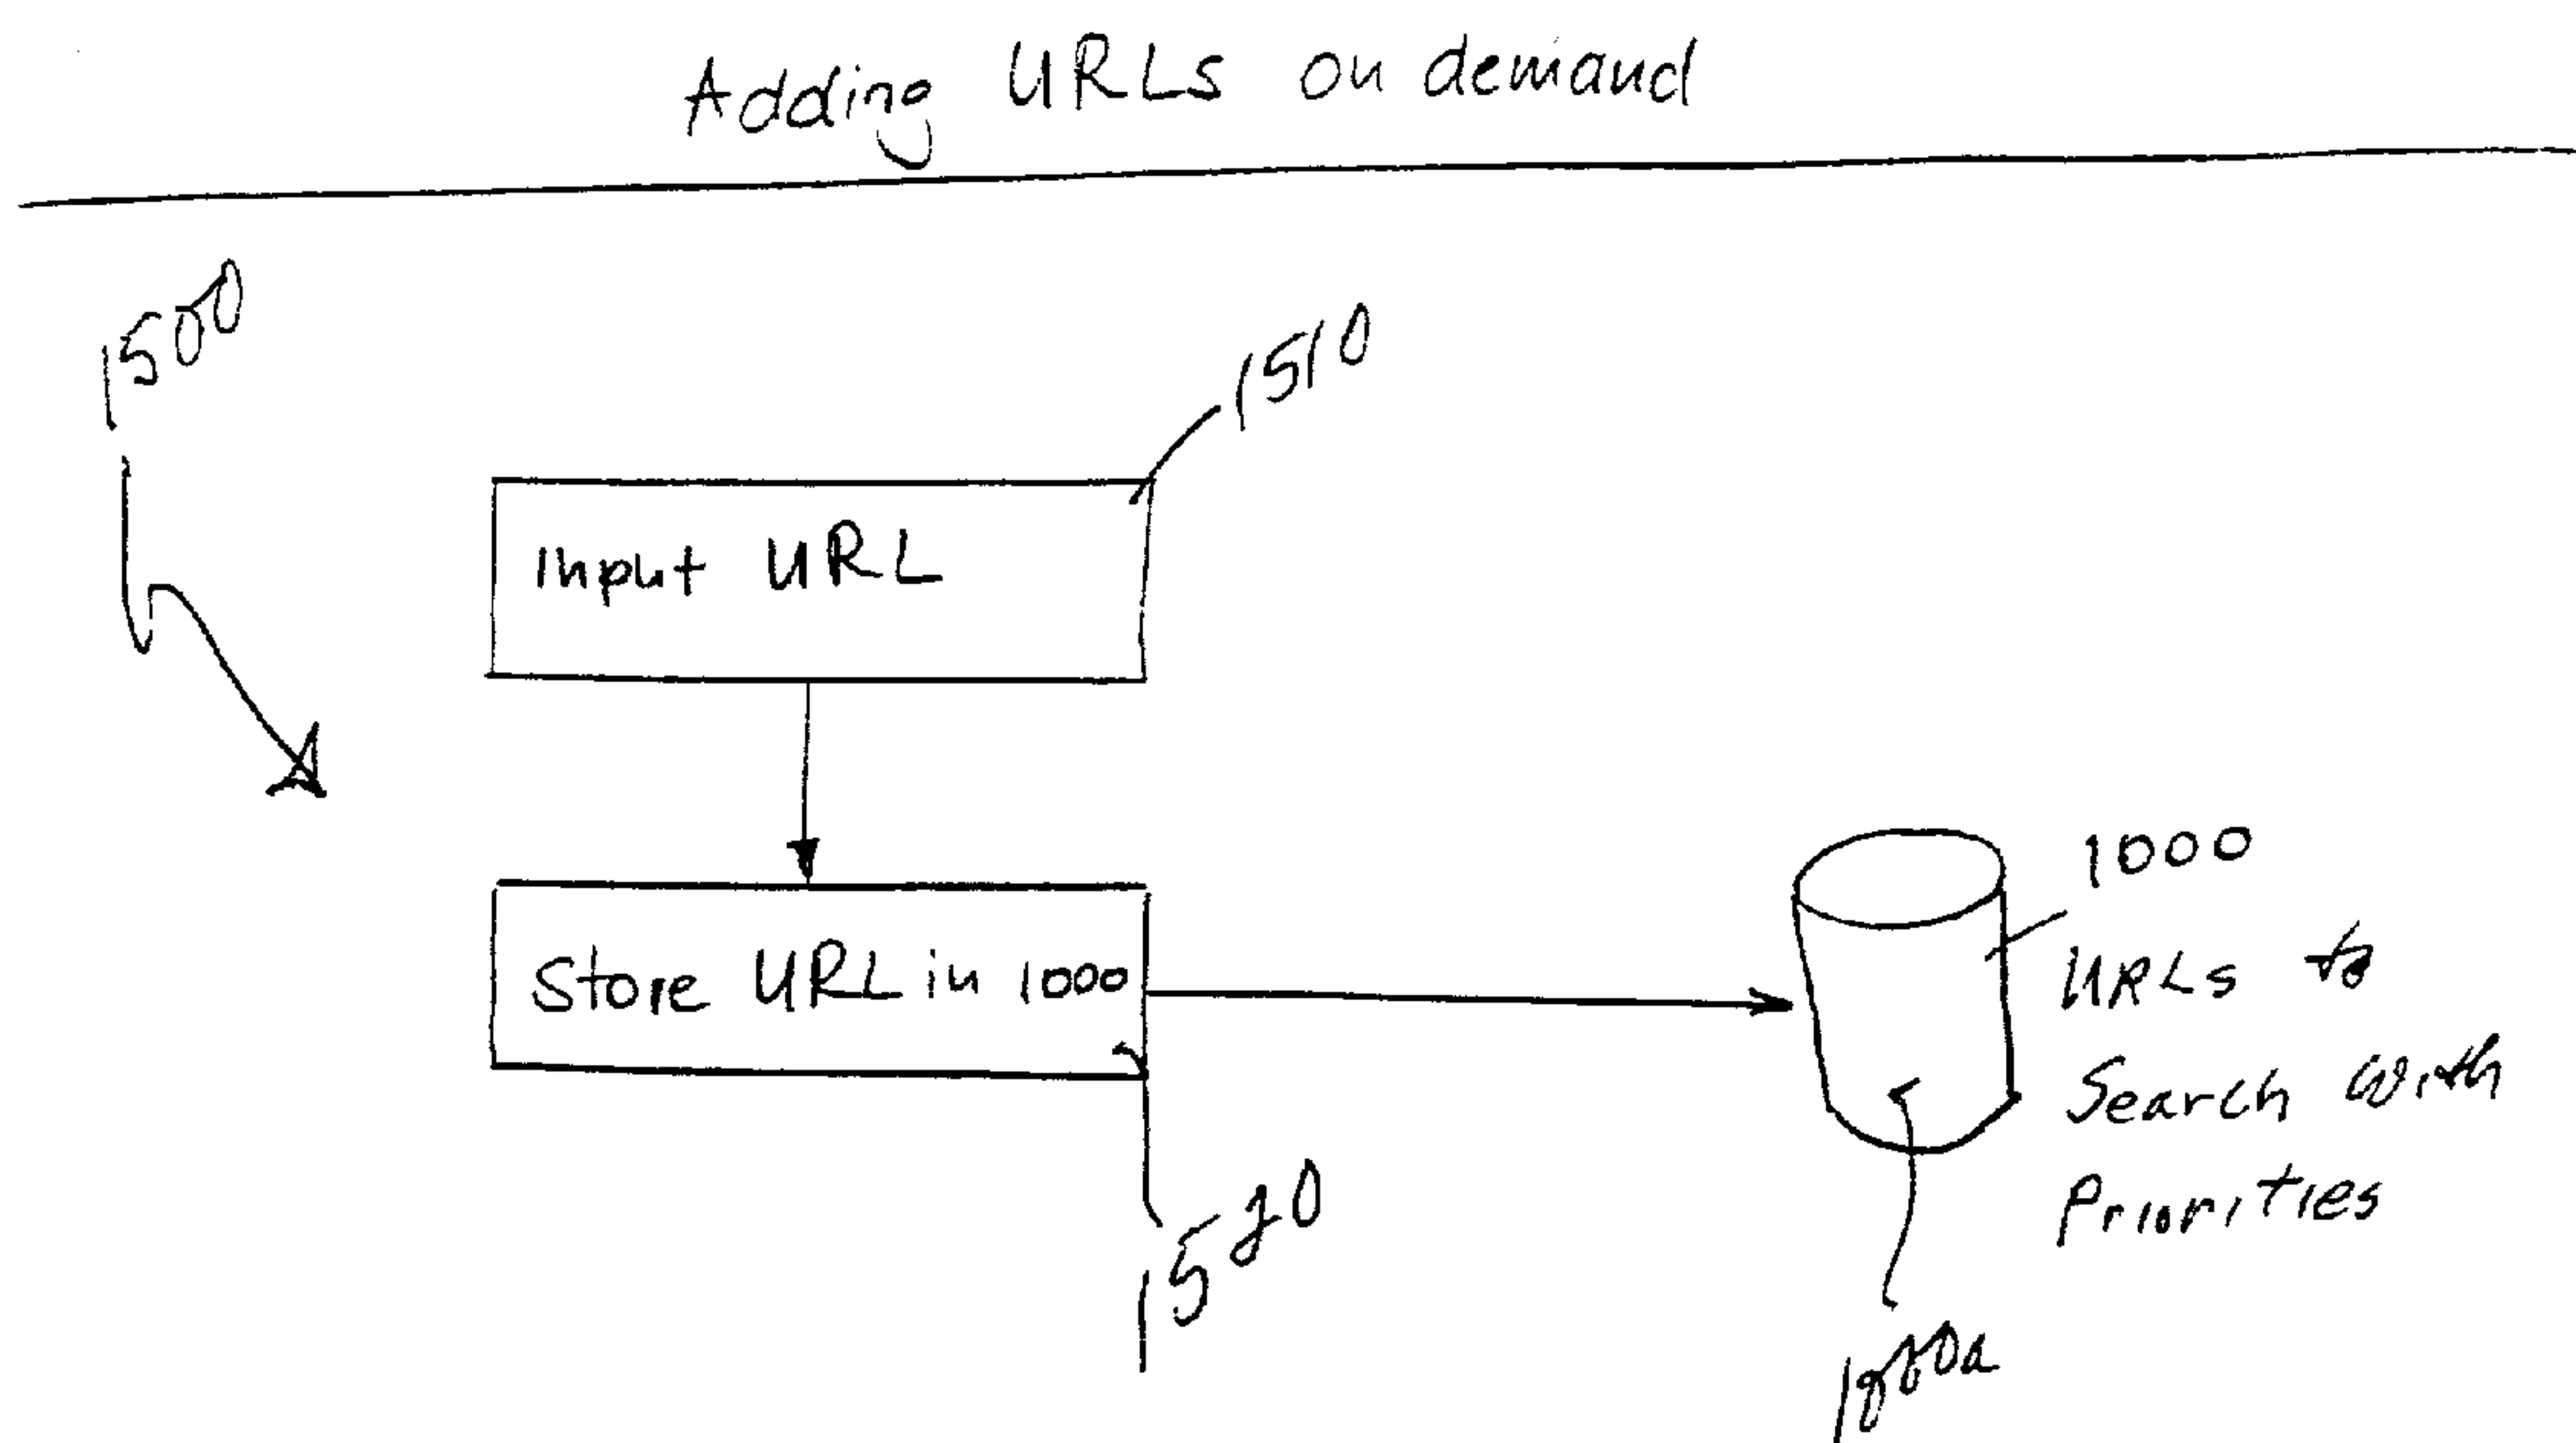 Adding URLs on demand
1500
1510
Input URL
Store URL in 1000
1000
URLs to
Search with
Priorities
1520
1000a